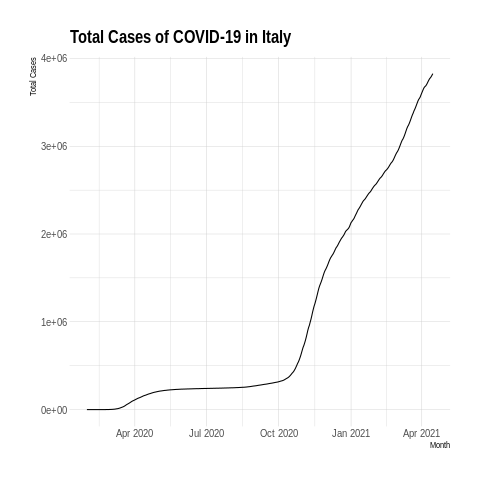 Total Cases of COVID-19 in Italy
Total Cases
4e+06
3e+06
2e+06
1e+06
0e+00
Apr 2020 Jul 2020 Oct 2020 Jan 2021 Apr 2021
Month